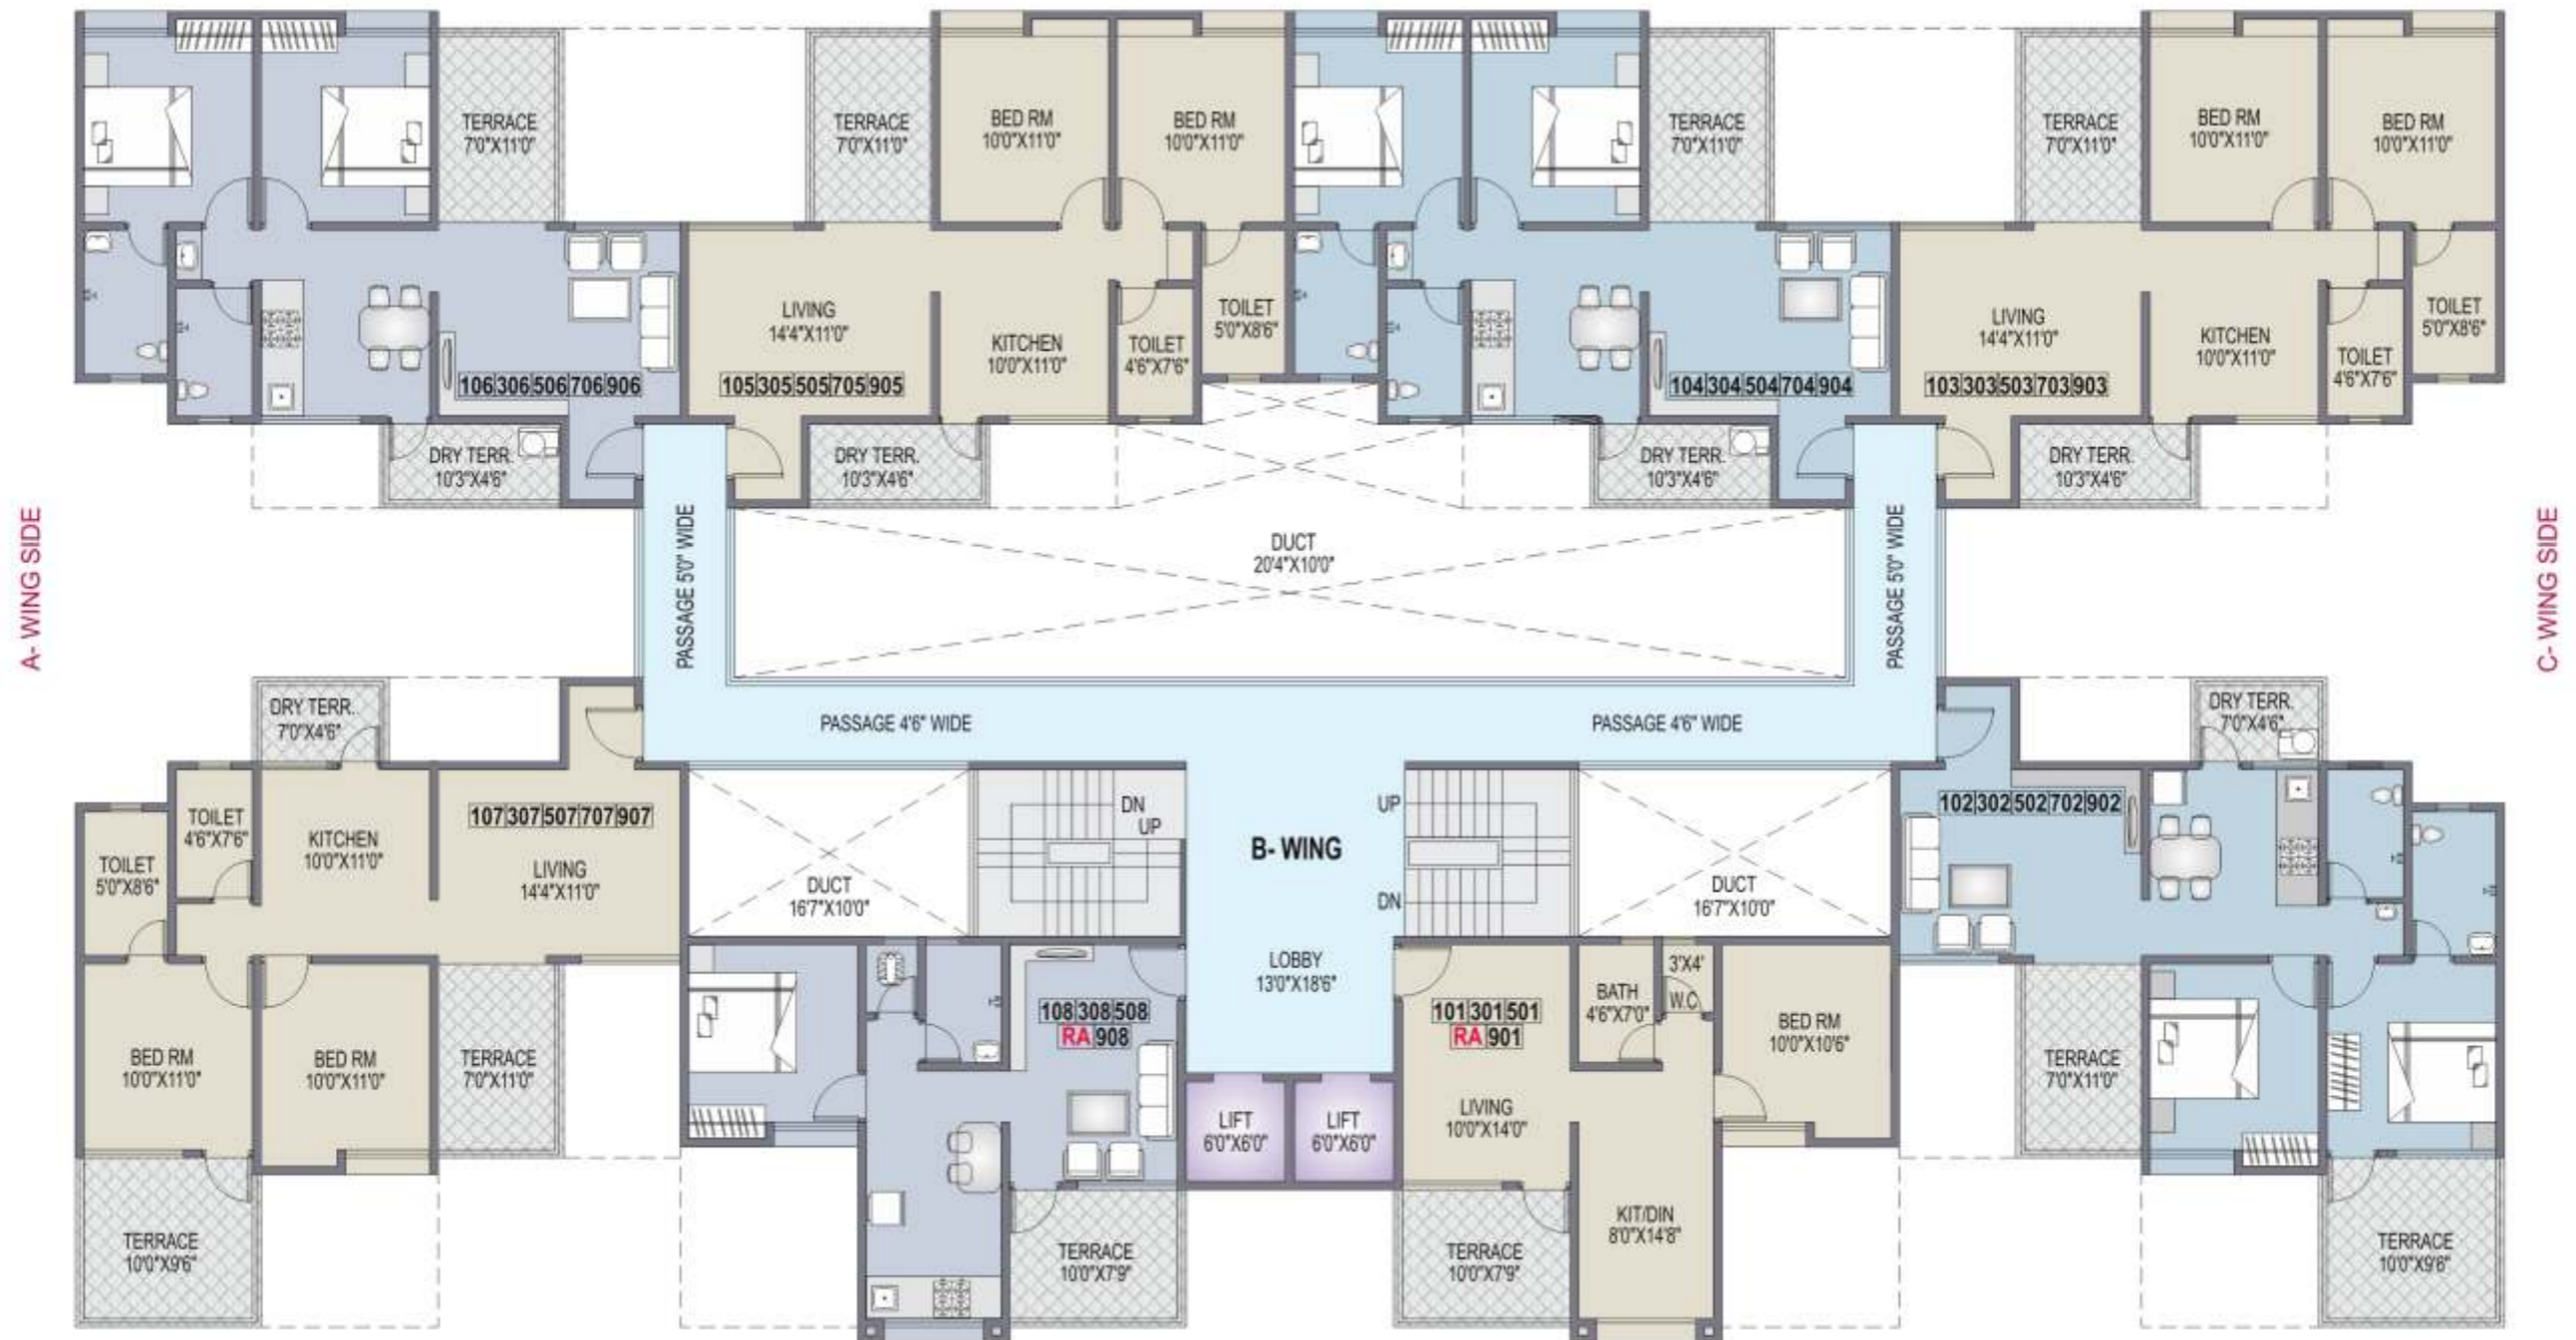 TERRACE
7'0"X11'0"
TERRACE
7'0"X11'0"
BED RM
10'0"X11'0"
BED RM
10'0"X11'0"
TERRACE
7'0"X11'0"
TERRACE
7'0"X11'0"
BED RM
10'0"X11'0"
BED RM
10'0"X11'0"
106 306 506 706 906
LIVING
14'4"X11'0"
105 305 505 705 905
KITCHEN
10'0"X11'0"
TOILET
4'6"X7'6"
TOILET
5'0"X8'6"
104 304 504 704 904
LIVING
14'4"X11'0"
103 303 503 703 903
KITCHEN
10'0"X11'0"
TOILET
4'6"X7'6"
TOILET
5'0"X8'6"
DRY TERR.
10'3"X4'6"
DRY TERR.
10'3"X4'6"
DRY TERR.
10'3"X4'6"
DRY TERR.
10'3"X4'6"
A- WING SIDE
PASSAGE 5'0" WIDE
DUCT
20'4"X10'0"
PASSAGE 5'0" WIDE
C- WING SIDE
DRY TERR.
7'0"X4'6"
PASSAGE 4'6" WIDE
PASSAGE 4'6" WIDE
DRY TERR.
7'0"X4'6"
TOILET
5'0"X8'6"
TOILET
4'6"X7'6"
KITCHEN
10'0"X11'0"
107 307 507 707 907
LIVING
14'4"X11'0"
DUCT
16'7"X10'0"
DN
UP
B- WING
UP
DN
DUCT
16'7"X10'0"
102 302 502 702 902
LOBBY
13'0"X18'6"
BED RM
10'0"X11'0"
BED RM
10'0"X11'0"
TERRACE
7'0"X11'0"
108 308 508
RA 908
101 301 501
RA 901
BATH
4'6"X7'0"
3'X4'
W.C
BED RM
10'0"X10'6"
TERRACE
7'0"X11'0"
LIFT
6'0"X6'0"
LIFT
6'0"X6'0"
LIVING
10'0"X14'0"
KIT/DIN
8'0"X14'8"
TERRACE
10'0"X9'6"
TERRACE
10'0"X7'9"
TERRACE
10'0"X7'9"
TERRACE
10'0"X9'6"